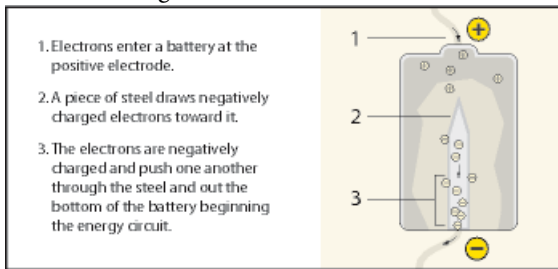 1. Electrons enter a battery at the
positive electrode.
2. A piece of steel draws negatively
charged electrons toward it.
3. The electrons are negatively
charged and push one another
through the steel and out the
bottom of the battery beginning
the energy circuit.
1
+
2
3
−